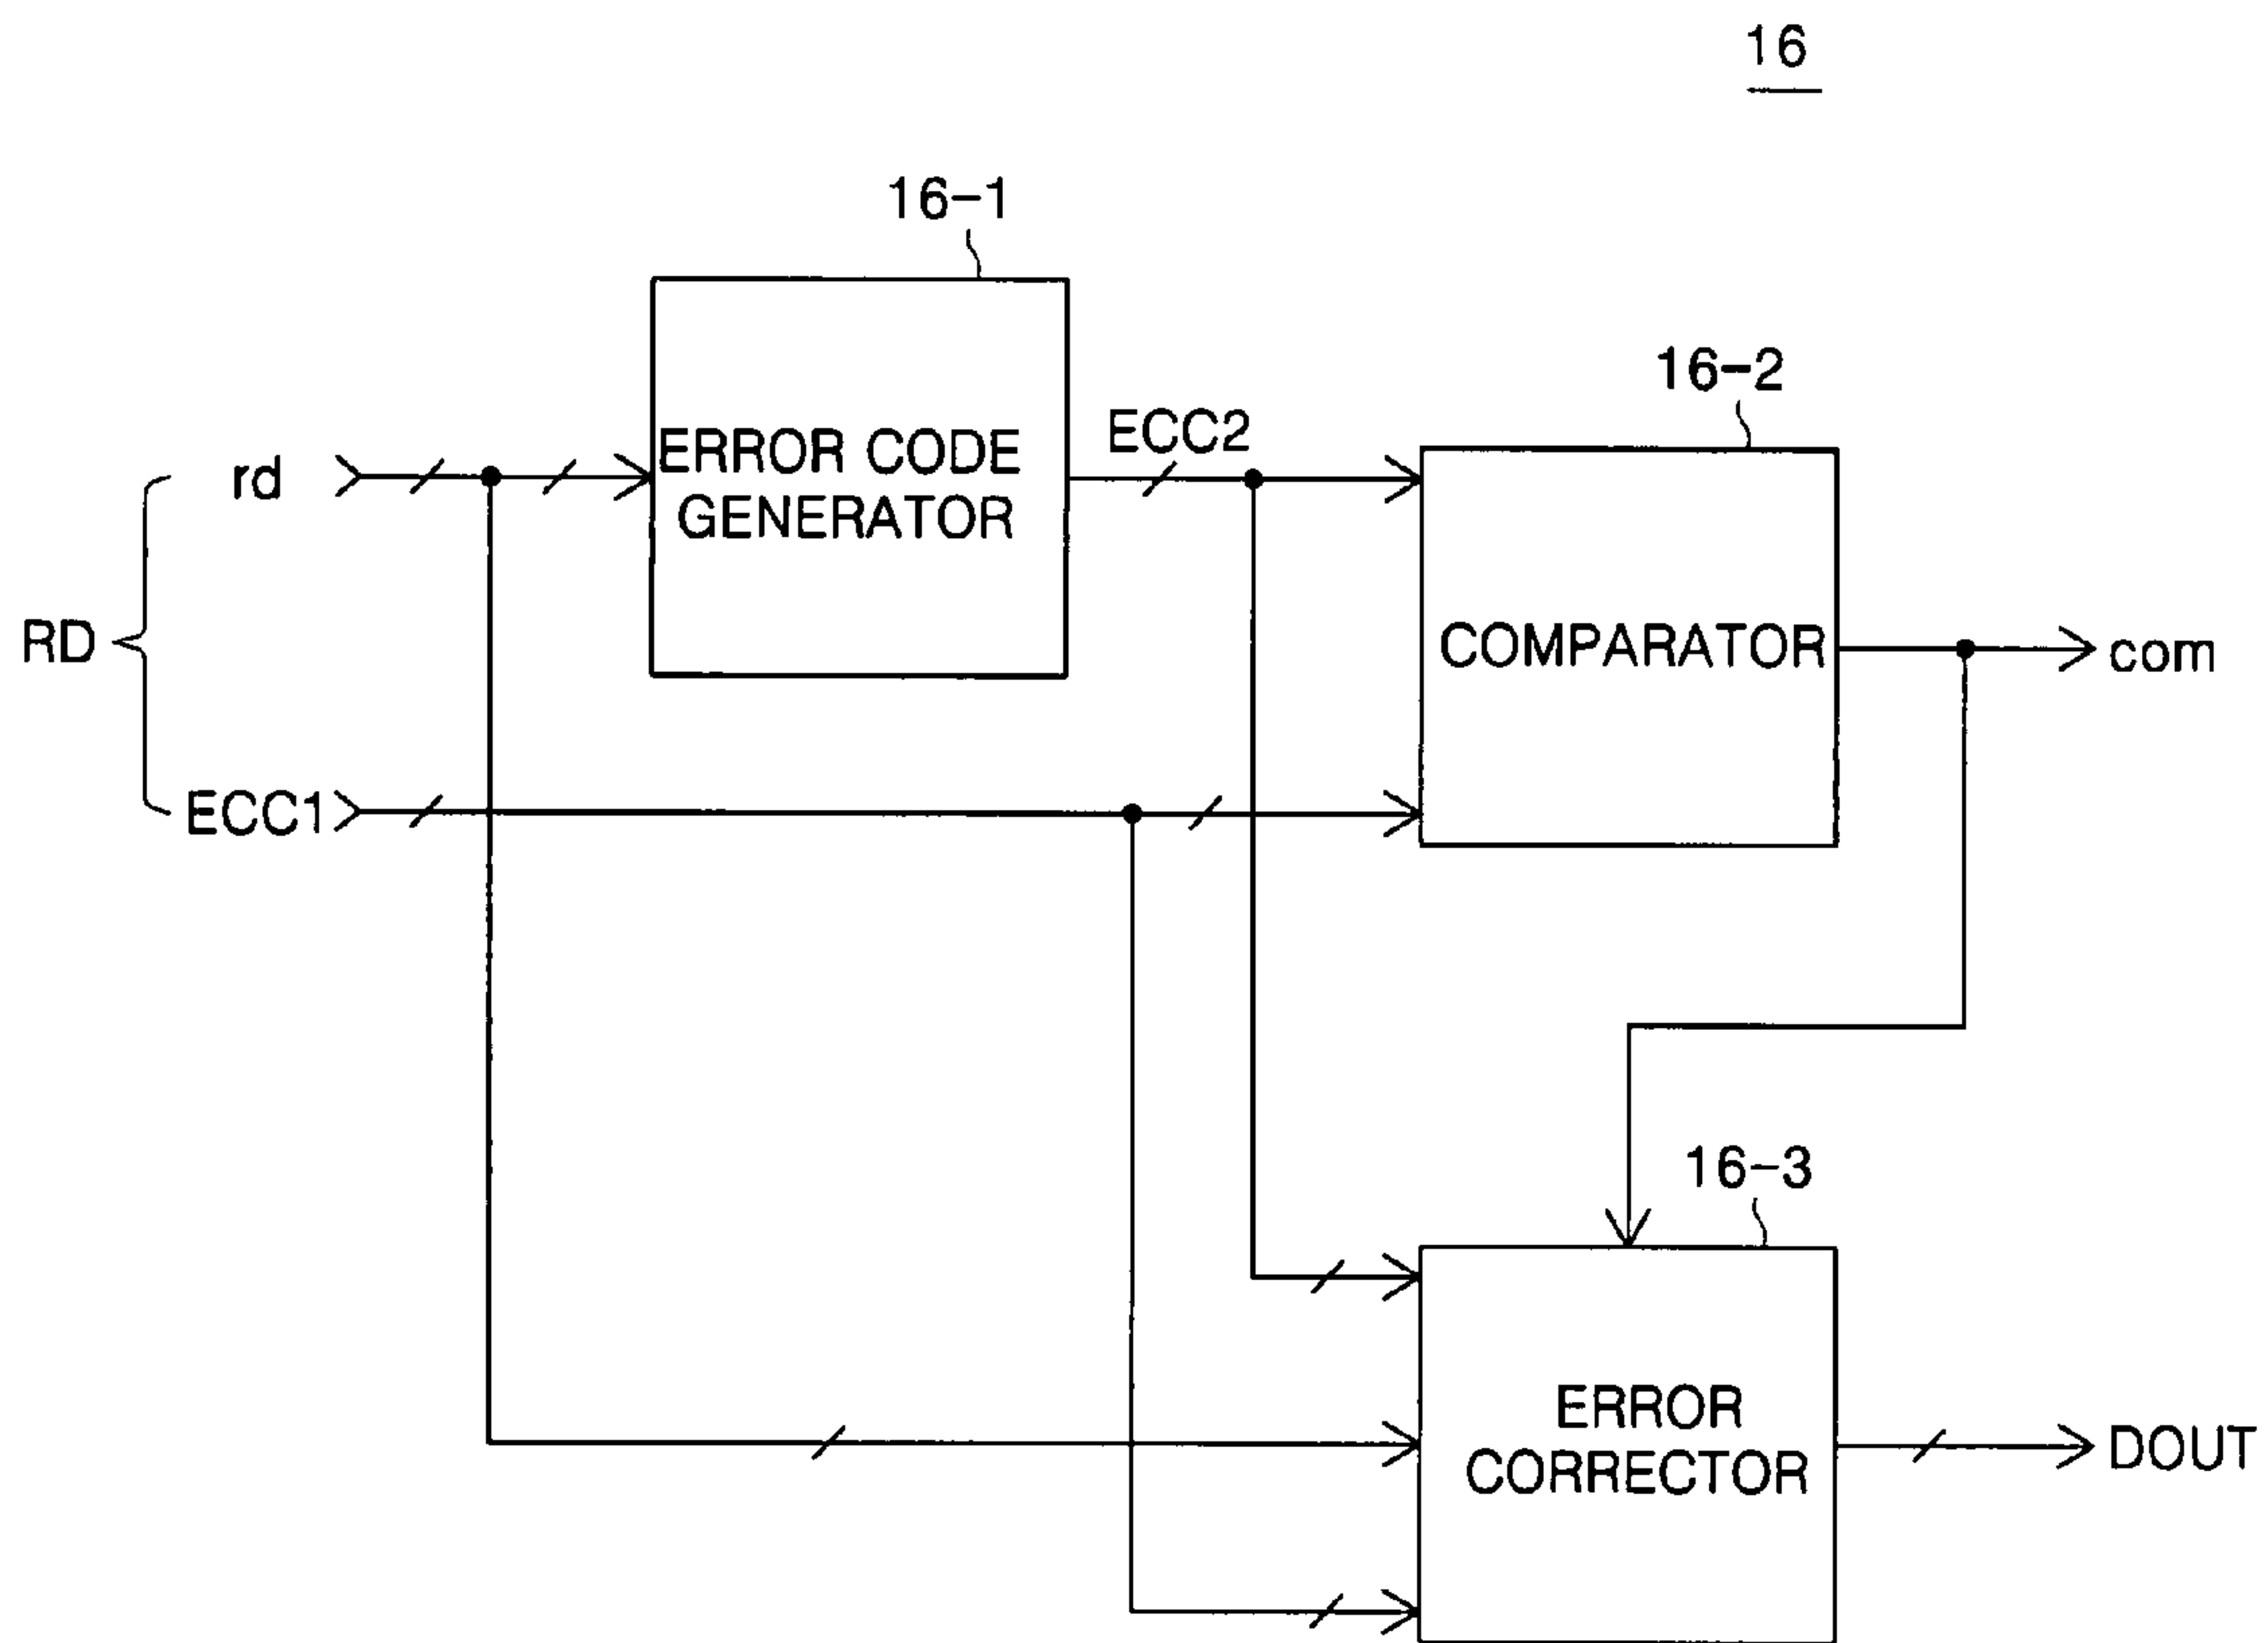 16
16-1
16-2
ECC2
rd
ERROR CODE
GENERATOR
RD
COMPARATOR
com
ECC1
16-3
ERROR
CORRECTOR
DOUT